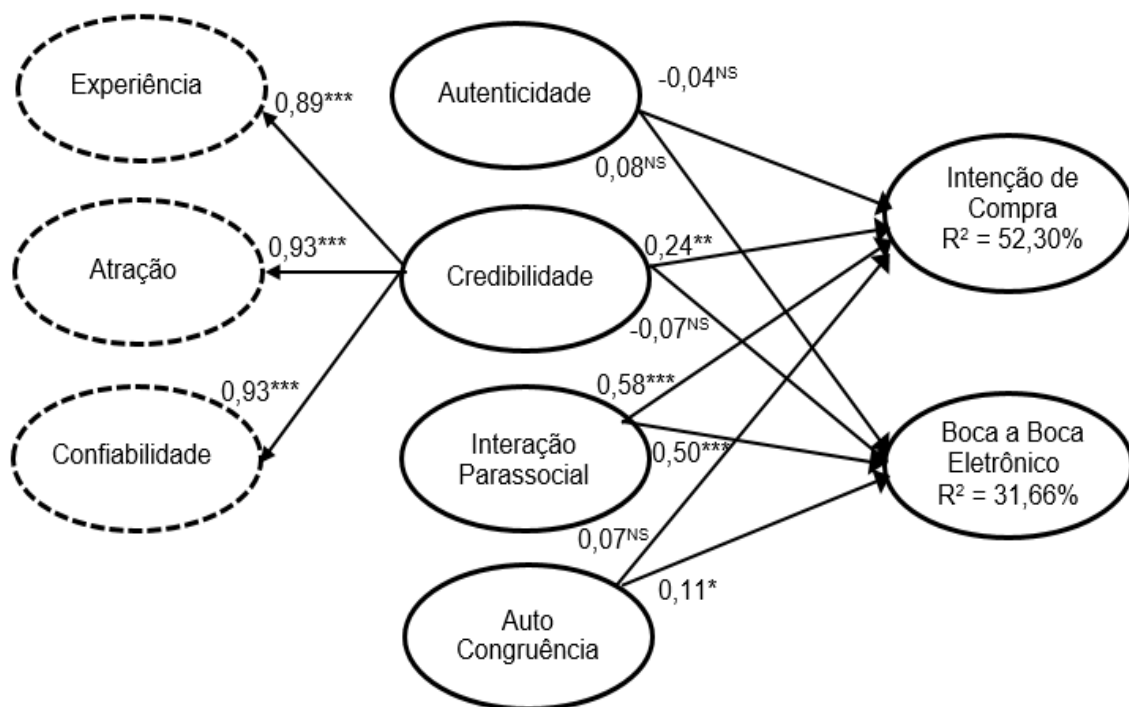 Experiência
0,89***
Atração
0,93***
Confiabilidade
0,93***
Autenticidade
-0,04NS
0,08NS
Credibilidade
0,24**
-0,07NS
Interação
Parassocial
0,58***
0,50***
Auto
Congruência
0,07NS
0,11*
Intenção de
Compra
R² = 52,30%
Boca a Boca
Eletrônico
R² = 31,66%